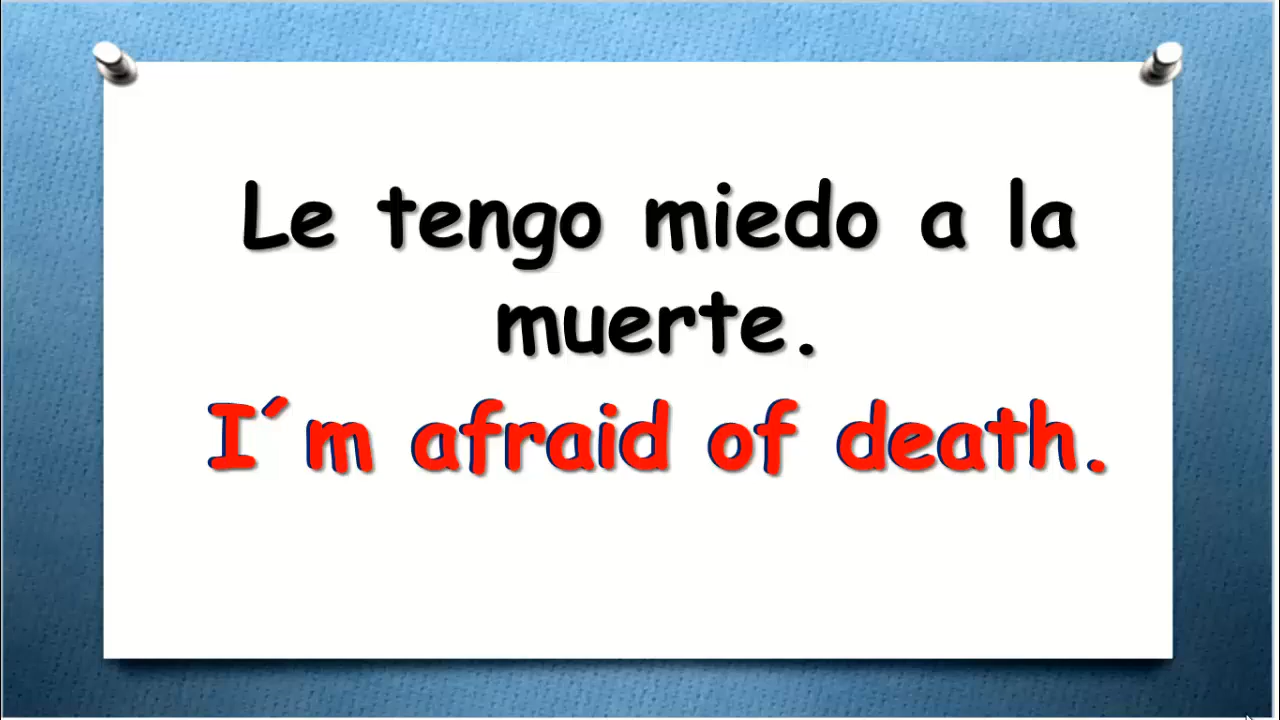 Le tengo miedo a la
muerte.
I´m afraid of death.